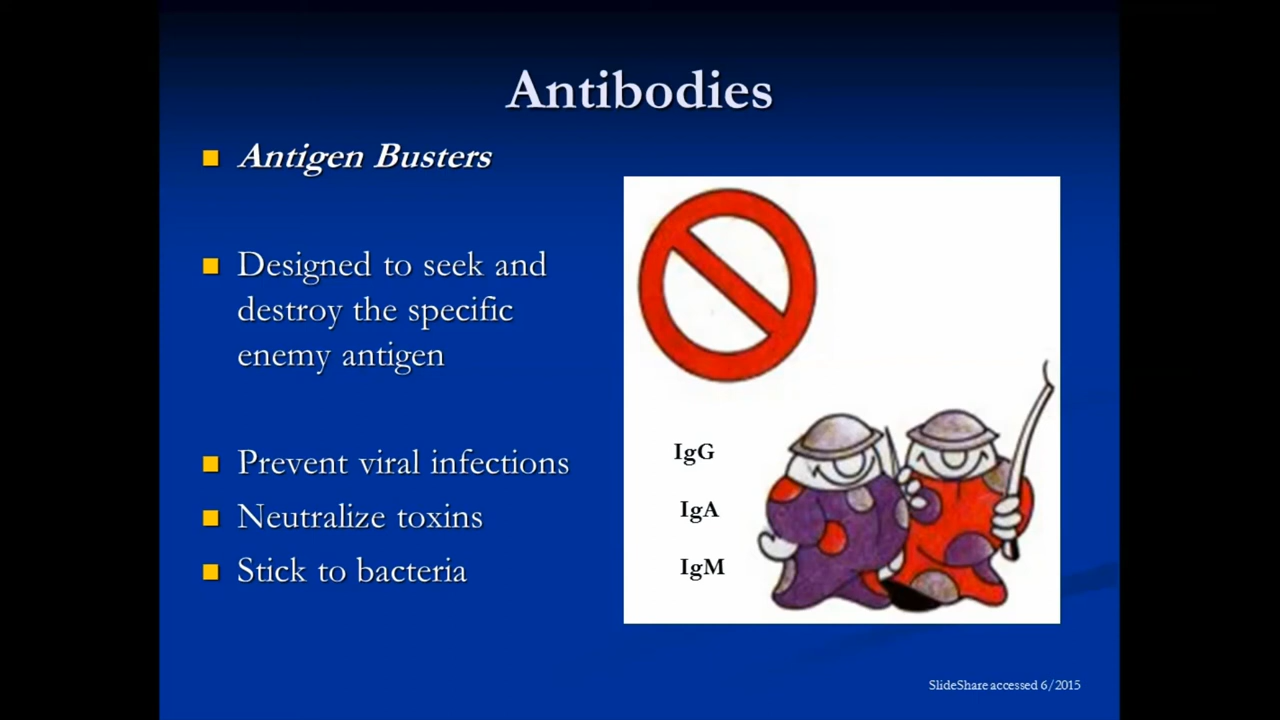 Antibodies
Antigen Busters
Designed to seek and
destroy the specific
enemy antigen
Prevent viral infections
Neutralize toxins
Stick to bacteria
IgG
IgA
IgM
SlideShare accessed 6/2015